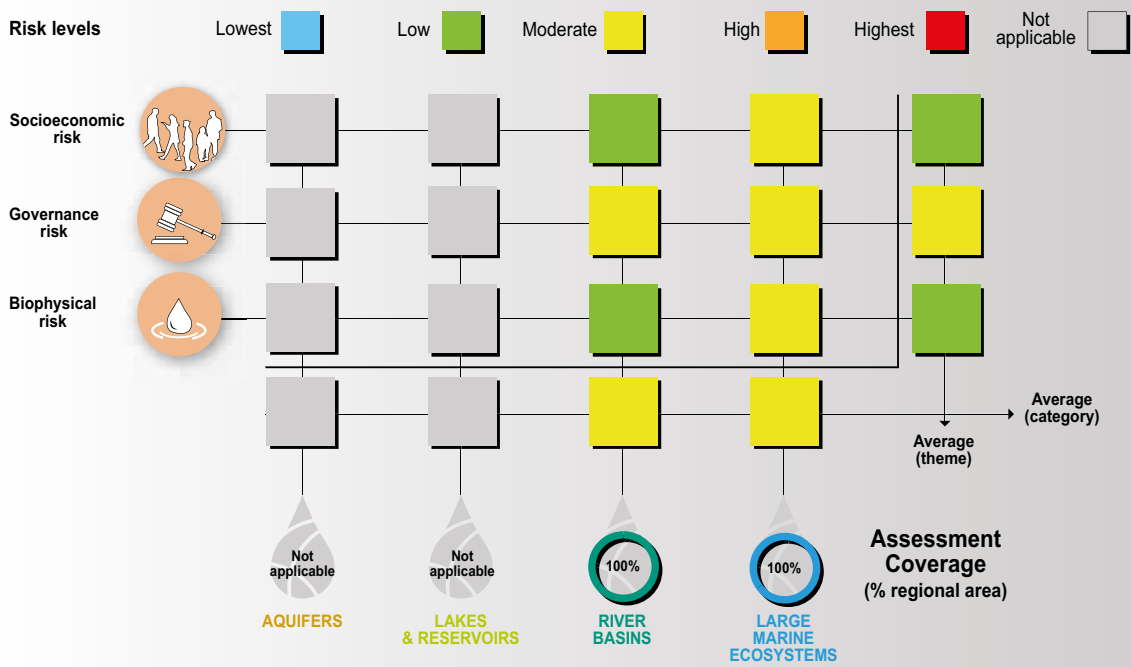 Risk levels
Lowest
Low
Moderate
High
Highest
Not
applicable
Socioeconomic
risk
Governance
risk
Biophysical
risk
Average
(category)
Average
(theme)
Not
applicable
Not
applicable
100%
100%
Assessment
Coverage
(% regional area)
AQUIFERS
LAKES
& RESERVOIRS
RIVER
BASINS
LARGE
MARINE
ECOSYSTEMS